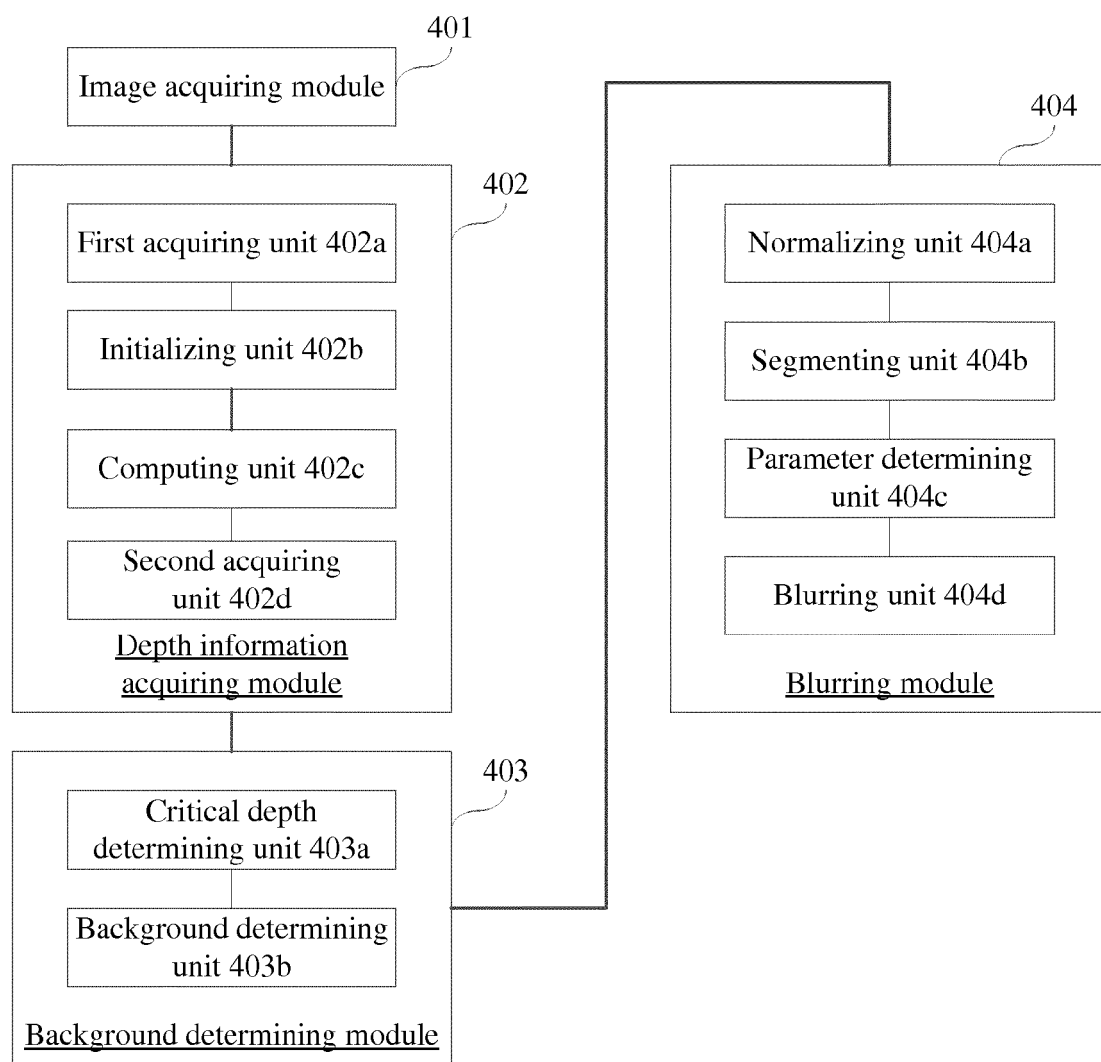 401
Image acquiring module
402
First acquiring unit 402a
Initializing unit 402b
Computing unit 402c
Second acquiring
unit 402d
Depth information
acquiring module
403
Critical depth
determining unit 403a
Background determining
unit 403b
Background determining module
404
Normalizing unit 404a
Segmenting unit 404b
Parameter determining
unit 404c
Blurring unit 404d
Blurring module